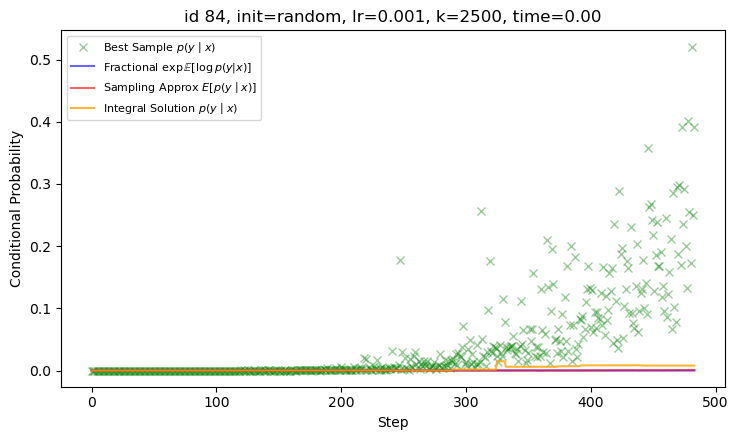 id 84, init=random, lr=0.001, k=2500, time=0.00
Best Sample p(y | x)
Fractional exp𝔼[log p(y|x)]
Sampling Approx E[p(y | x)]
Integral Solution p(y | x)
Conditional Probability
0.5
0.4
0.3
0.2
0.1
0.0
0 100 200 300 400 500
Step